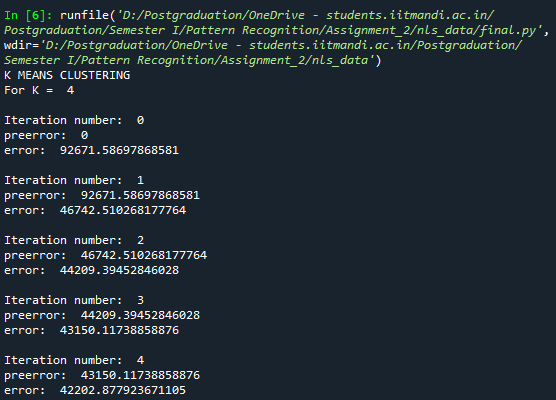 In [6]: runfile('D:/Postgraduation/OneDrive - students.iitmandi.ac.in/
Postgraduation/Semester I/Pattern Recognition/Assignment_2/nls_data/final.py',
wdir='D:/Postgraduation/OneDrive - students.iitmandi.ac.in/Postgraduation/
Semester I/Pattern Recognition/Assignment_2/nls_data')
K MEANS CLUSTERING
For K =  4
Iteration number:  0
preerror:  0
error:  92671.58697868581
Iteration number:  1
preerror:  92671.58697868581
error:  46742.510268177764
Iteration number:  2
preerror:  46742.510268177764
error:  44209.39452846028
Iteration number:  3
preerror:  44209.39452846028
error:  43150.11738858876
Iteration number:  4
preerror:  43150.11738858876
error:  42202.877923671105